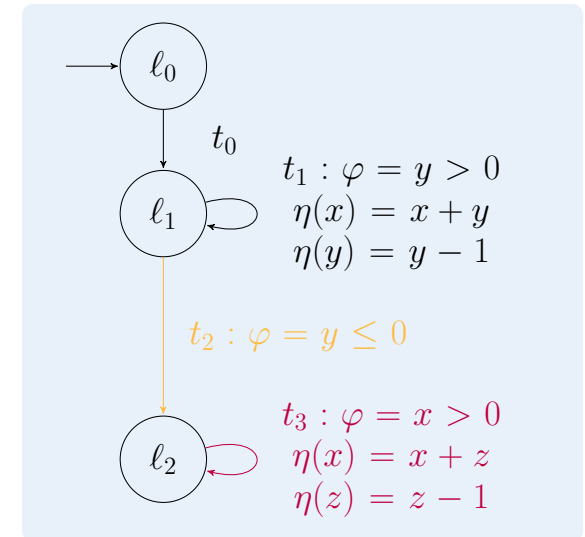 ℓ₀
t₀
t₁ : φ = y > 0
ℓ₁
η(x) = x + y
η(y) = y − 1
t₂ : φ = y ≤ 0
t₃ : φ = x > 0
ℓ₂
η(x) = x + z
η(z) = z − 1